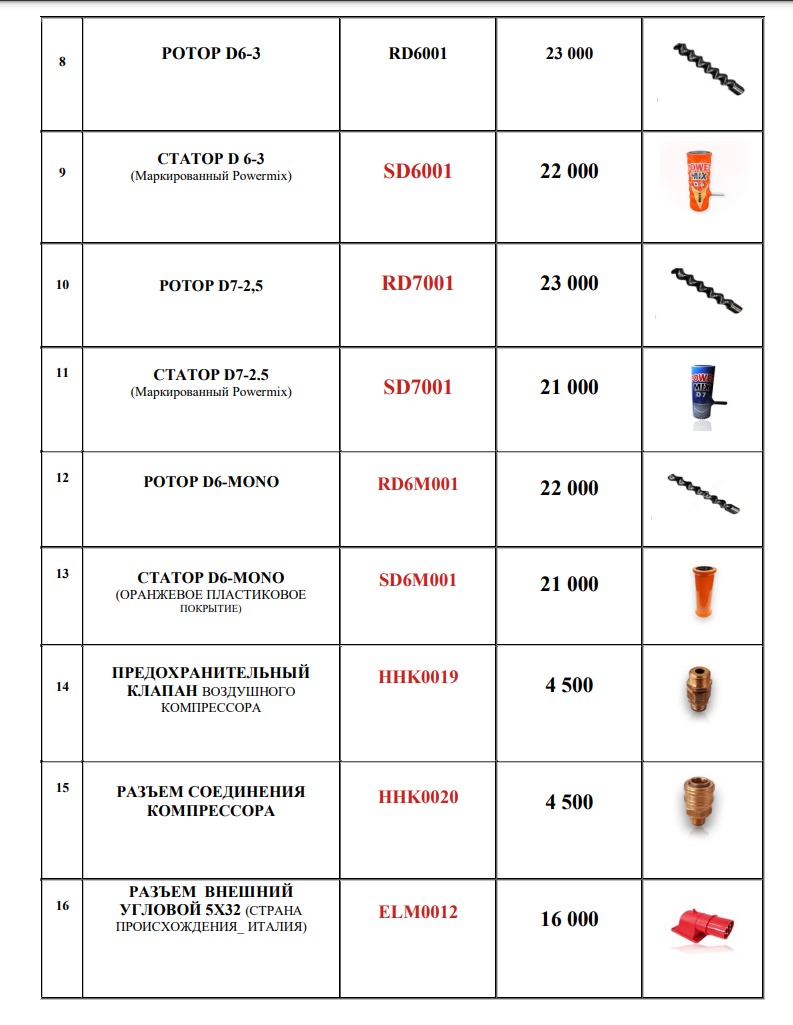 8
РОТОР D6-3
RD6001
23 000
9
СТАТОР D 6-3
(Маркированный Powermix)
SD6001
22 000
POWE
MIX
10
РОТОР D7-2,5
RD7001
23 000
11
СТАТОР D7-2.5
(Маркированный Powermix)
SD7001
21 000
POWE
MIX
D7
12
РОТОР D6-MONO
RD6M001
22 000
13
СТАТОР D6-MONO
(ОРАНЖЕВОЕ ПЛАСТИКОВОЕ
ПОКРЫТИЕ)
SD6M001
21 000
14
ПРЕДОХРАНИТЕЛЬНЫЙ
КЛАПАН ВОЗДУШНОГО
КОМПРЕССОРА
HHK0019
4 500
15
РАЗЪЕМ СОЕДИНЕНИЯ
КОМПРЕССОРА
HHK0020
4 500
16
РАЗЪЕМ ВНЕШНИЙ
УГЛОВОЙ 5X32 (СТРАНА
ПРОИСХОЖДЕНИЯ_ ИТАЛИЯ)
ELM0012
16 000